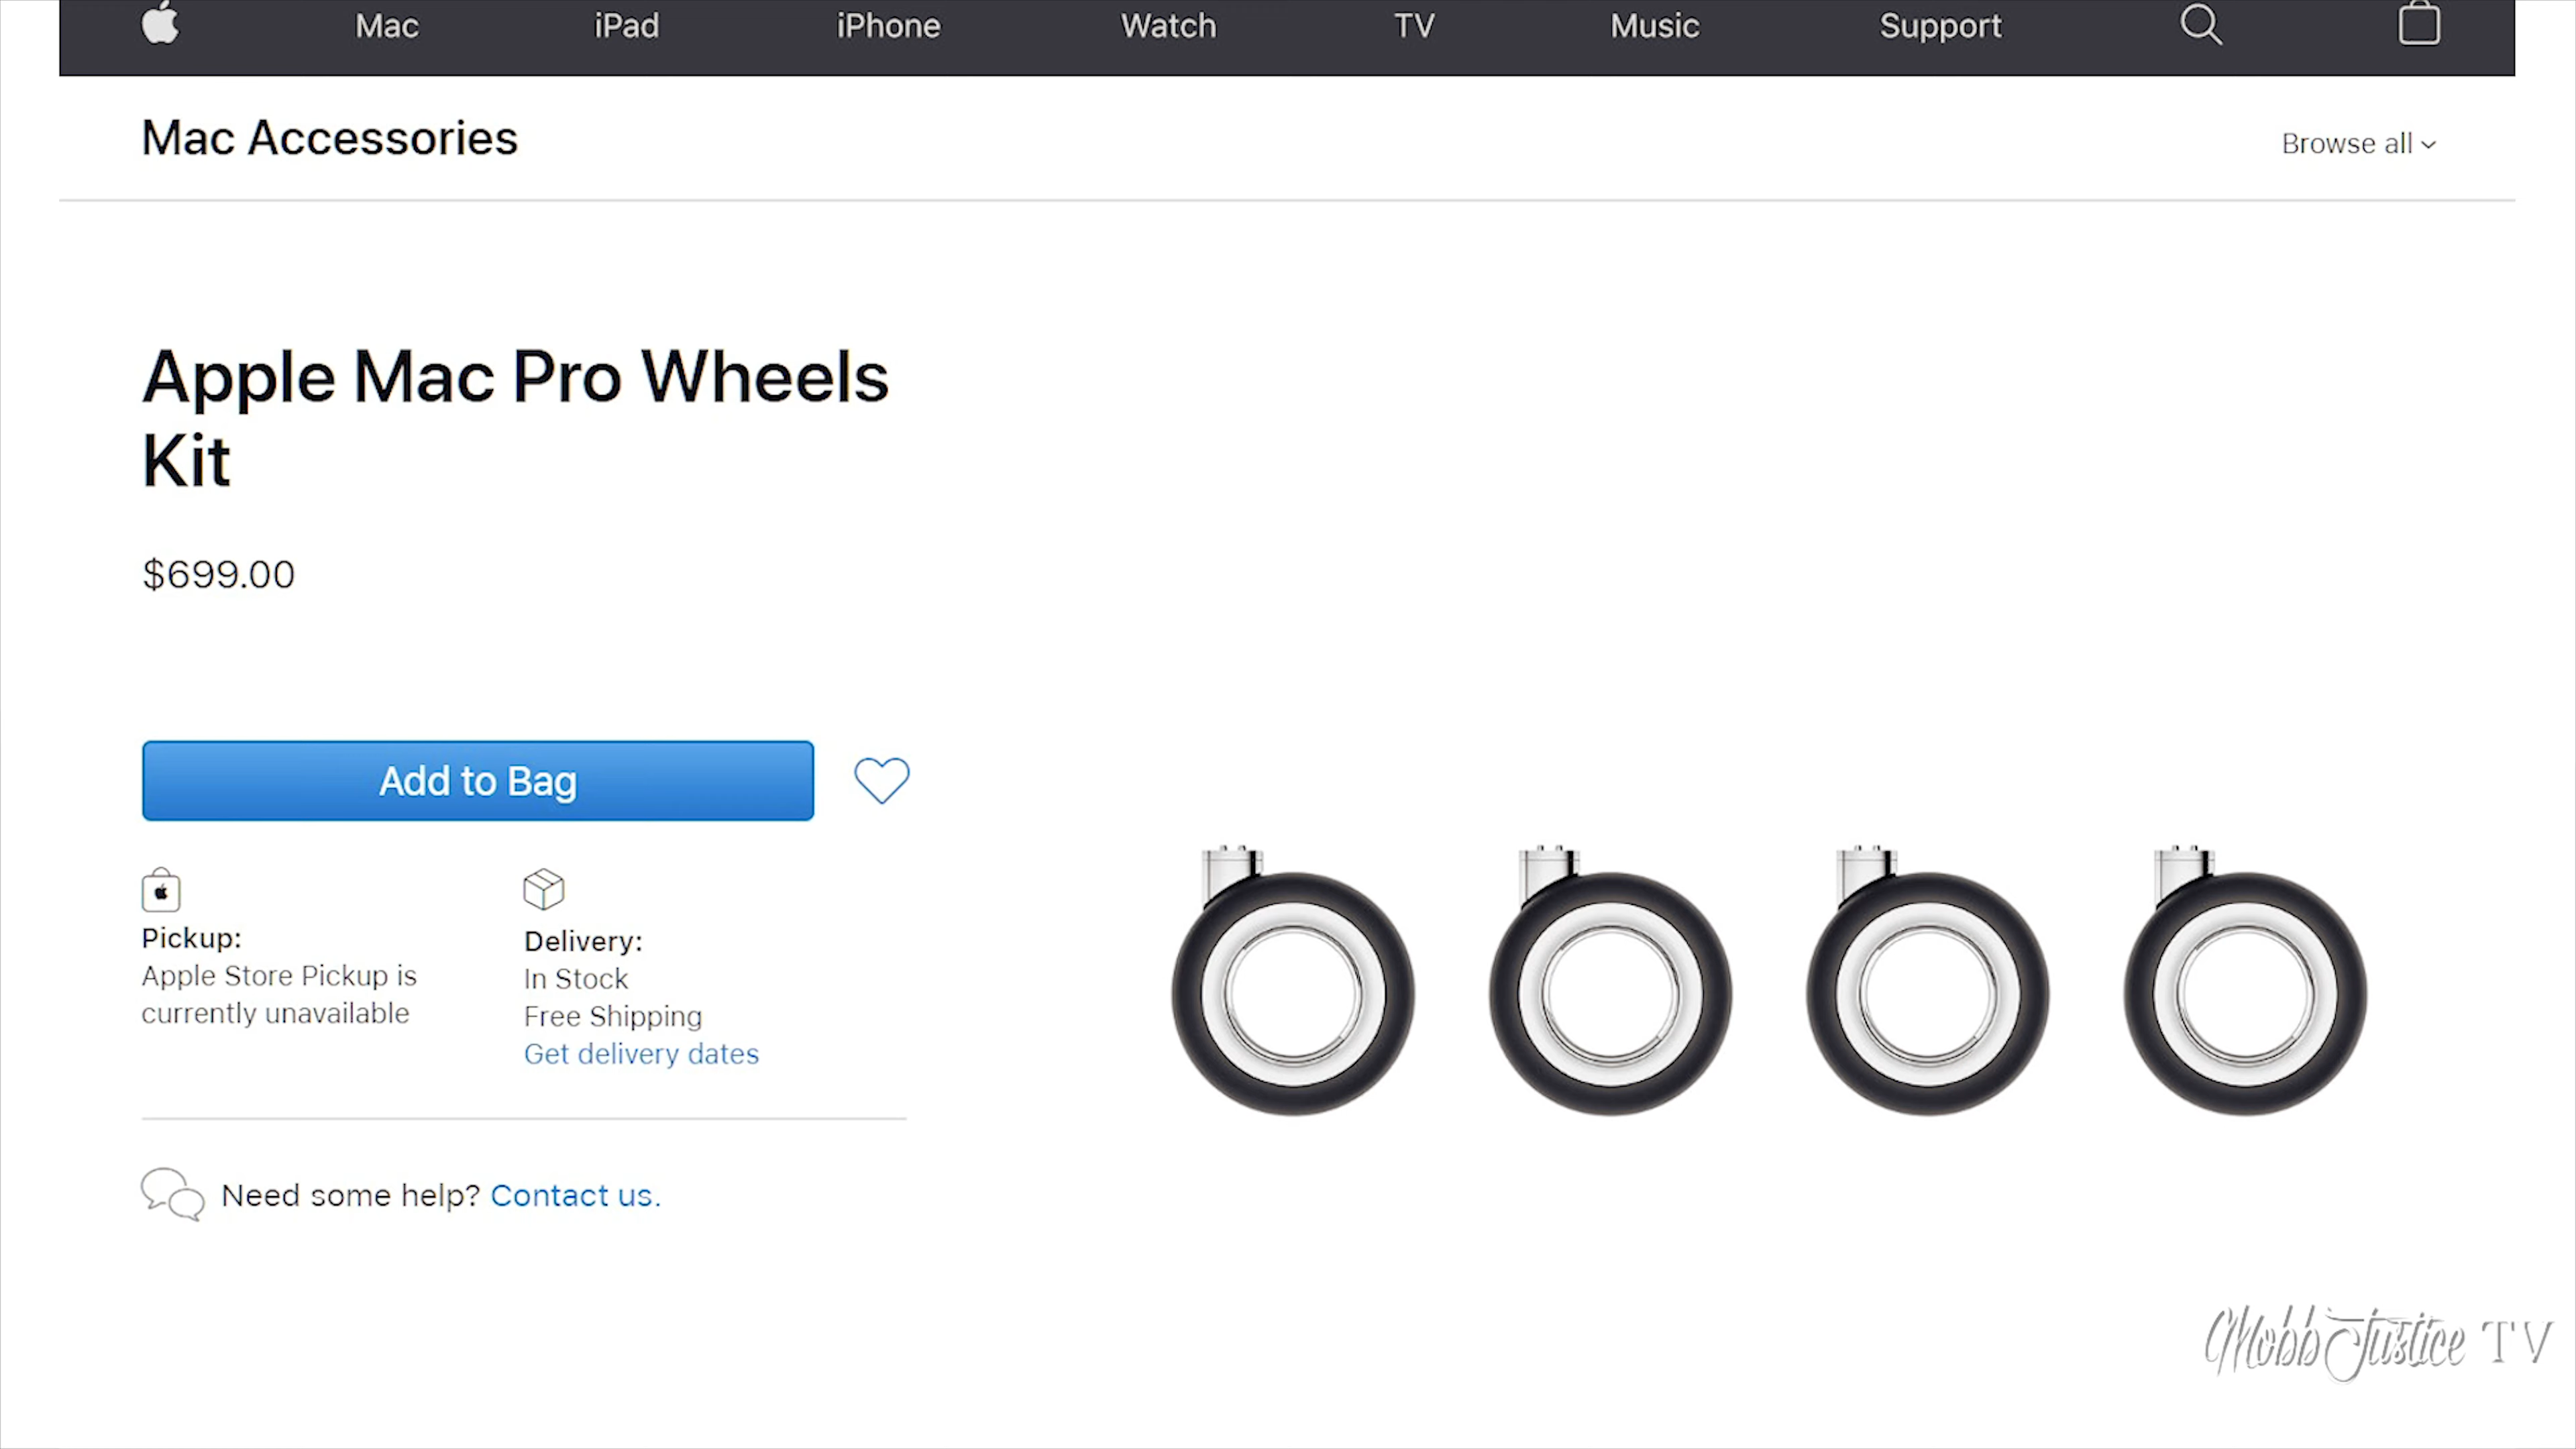 Mac iPad iPhone Watch TV Music Support
Mac Accessories
Browse all
Apple Mac Pro Wheels
Kit
$699.00
Add to Bag
Pickup:
Apple Store Pickup is
currently unavailable
Delivery:
In Stock
Free Shipping
Get delivery dates
Need some help? Contact us.
Mobb Justice TV